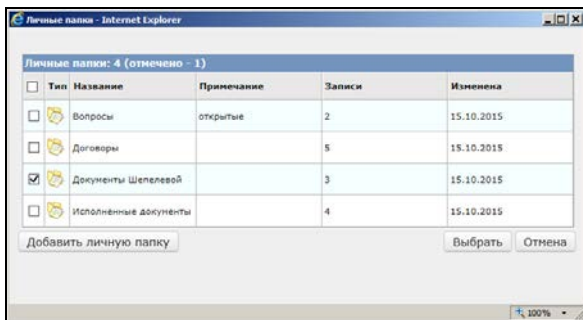 Личные папки - Internet Explorer
Личные папки: 4 (отмечено - 1)
Тип Название Примечание Записи Изменена
Вопросы открытые 2 15.10.2015
Договоры 5 15.10.2015
Документы Шепелевой 3 15.10.2015
Исполненные документы 4 15.10.2015
Добавить личную папку Выбрать Отмена
100%